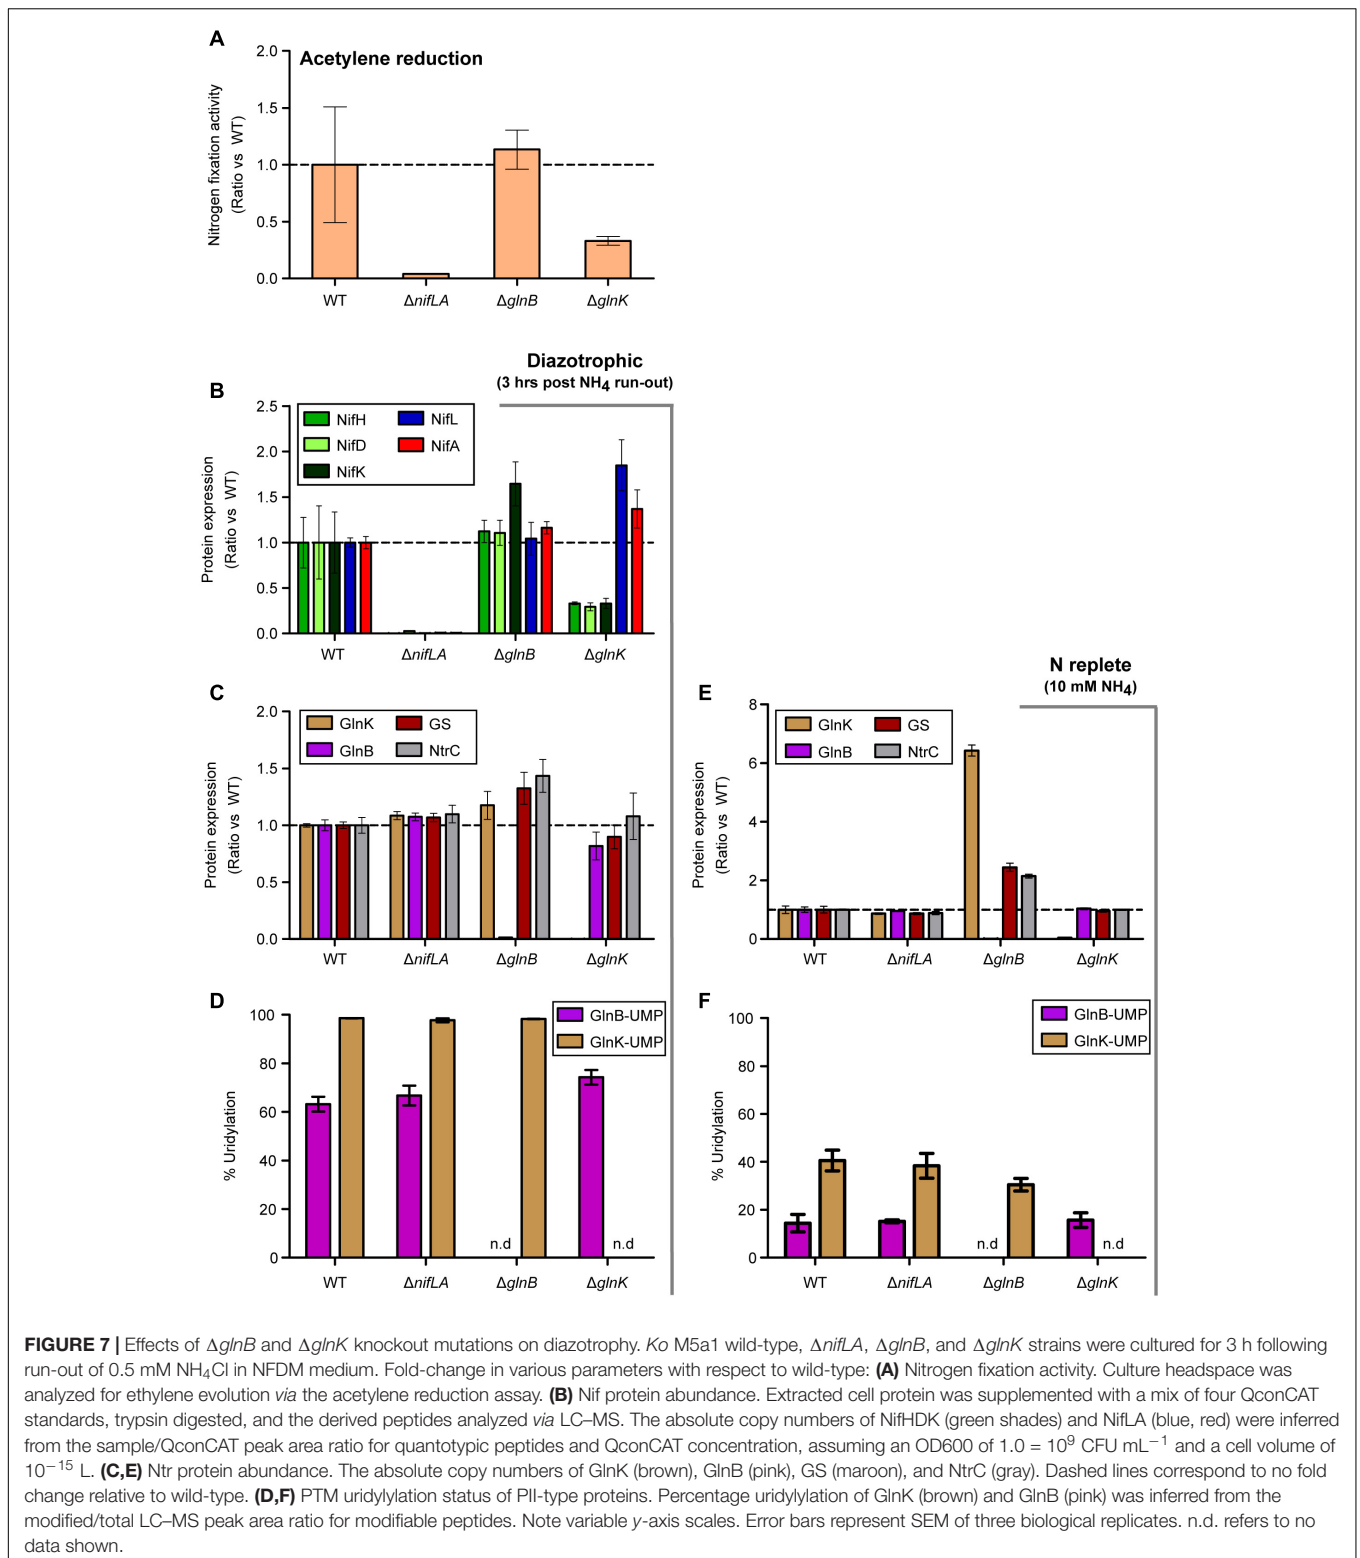 A
Acetylene reduction
Nitrogen fixation activity
(Ratio vs WT)
2.0
1.5
1.0
0.5
0.0
WT ΔnifLA ΔglnB ΔglnK
Diazotrophic
(3 hrs post NH4 run-out)
B
Protein expression
(Ratio vs WT)
2.5
2.0
1.5
1.0
0.5
0.0
NifH NifL
NifD NifA
NifK
WT ΔnifLA ΔglnB ΔglnK
N replete
(10 mM NH4)
C
Protein expression
(Ratio vs WT)
2.0
1.5
1.0
0.5
0.0
GlnK GS
GlnB NtrC
WT ΔnifLA ΔglnB ΔglnK
E
Protein expression
(Ratio vs WT)
8
6
4
2
0
GlnK GS
GlnB NtrC
WT ΔnifLA ΔglnB ΔglnK
D
% Uridylation
100
80
60
40
20
0
GlnB-UMP
GlnK-UMP
n.d n.d
WT ΔnifLA ΔglnB ΔglnK
F
% Uridylation
100
80
60
40
20
0
GlnB-UMP
GlnK-UMP
n.d n.d
WT ΔnifLA ΔglnB ΔglnK
FIGURE 7 | Effects of ΔglnB and ΔglnK knockout mutations on diazotrophy. Ko M5a1 wild-type, ΔnifLA, ΔglnB, and ΔglnK strains were cultured for 3 h following
run-out of 0.5 mM NH4Cl in NFDM medium. Fold-change in various parameters with respect to wild-type: (A) Nitrogen fixation activity. Culture headspace was
analyzed for ethylene evolution via the acetylene reduction assay. (B) Nif protein abundance. Extracted cell protein was supplemented with a mix of four QconCAT
standards, trypsin digested, and the derived peptides analyzed via LC–MS. The absolute copy numbers of NifHDK (green shades) and NifLA (blue, red) were inferred
from the sample/QconCAT peak area ratio for quantotypic peptides and QconCAT concentration, assuming an OD600 of 1.0 = 10⁹ CFU mL⁻¹ and a cell volume of
10⁻¹⁵ L. (C,E) Ntr protein abundance. The absolute copy numbers of GlnK (brown), GlnB (pink), GS (maroon), and NtrC (gray). Dashed lines correspond to no fold
change relative to wild-type. (D,F) PTM uridylylation status of PII-type proteins. Percentage uridylylation of GlnK (brown) and GlnB (pink) was inferred from the
modified/total LC–MS peak area ratio for modifiable peptides. Note variable y-axis scales. Error bars represent SEM of three biological replicates. n.d. refers to no
data shown.